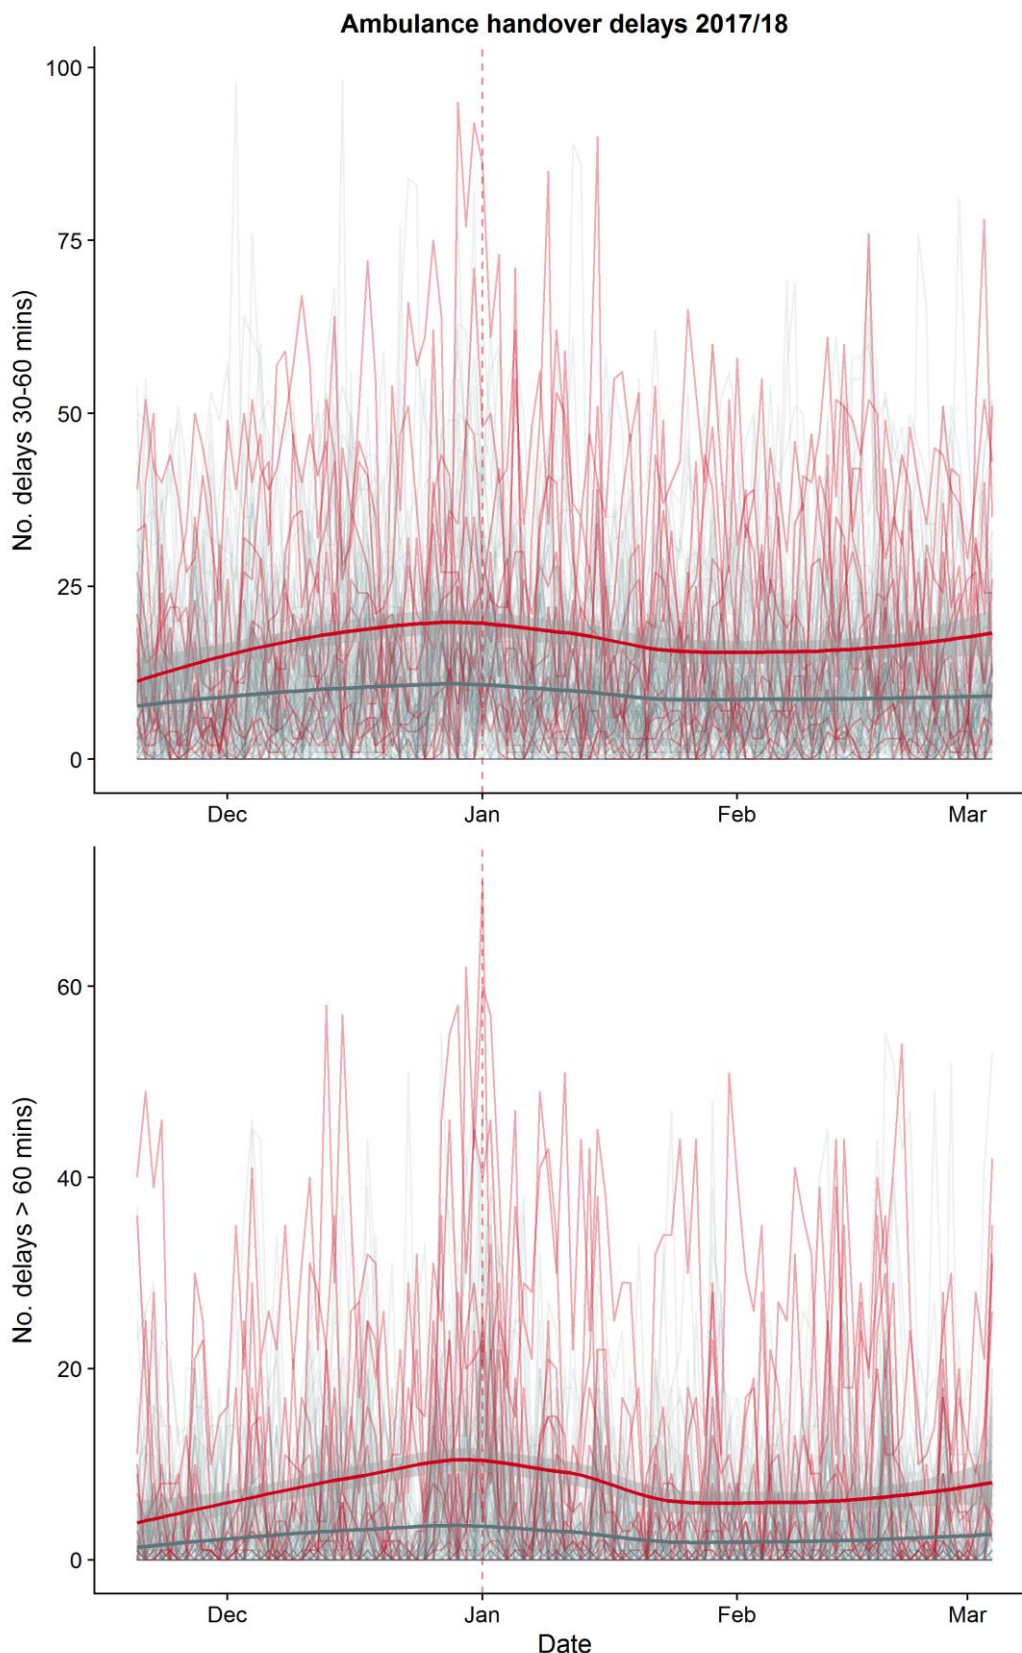 Ambulance handover delays 2017/18
No. delays 30-60 mins)
100
75
50
25
0
Dec Jan Feb Mar
No. delays > 60 mins)
60
40
20
0
Dec Jan Feb Mar
Date